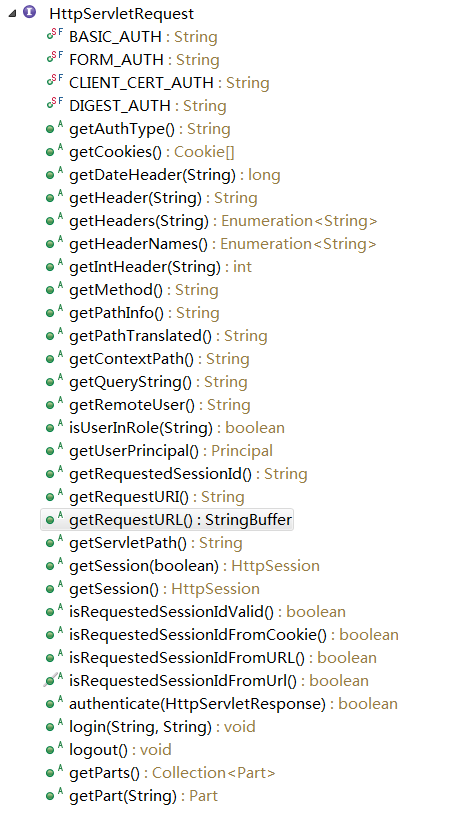 HttpServletRequest
BASIC_AUTH : String
FORM_AUTH : String
CLIENT_CERT_AUTH : String
DIGEST_AUTH : String
getAuthType() : String
getCookies() : Cookie[]
getDateHeader(String) : long
getHeader(String) : String
getHeaders(String) : Enumeration<String>
getHeaderNames() : Enumeration<String>
getIntHeader(String) : int
getMethod() : String
getPathInfo() : String
getPathTranslated() : String
getContextPath() : String
getQueryString() : String
getRemoteUser() : String
isUserInRole(String) : boolean
getUserPrincipal() : Principal
getRequestedSessionId() : String
getRequestURI() : String
getRequestURL() : StringBuffer
getServletPath() : String
getSession(boolean) : HttpSession
getSession() : HttpSession
isRequestedSessionIdValid() : boolean
isRequestedSessionIdFromCookie() : boolean
isRequestedSessionIdFromURL() : boolean
isRequestedSessionIdFromUrl() : boolean
authenticate(HttpServletResponse) : boolean
login(String, String) : void
logout() : void
getParts() : Collection<Part>
getPart(String) : Part